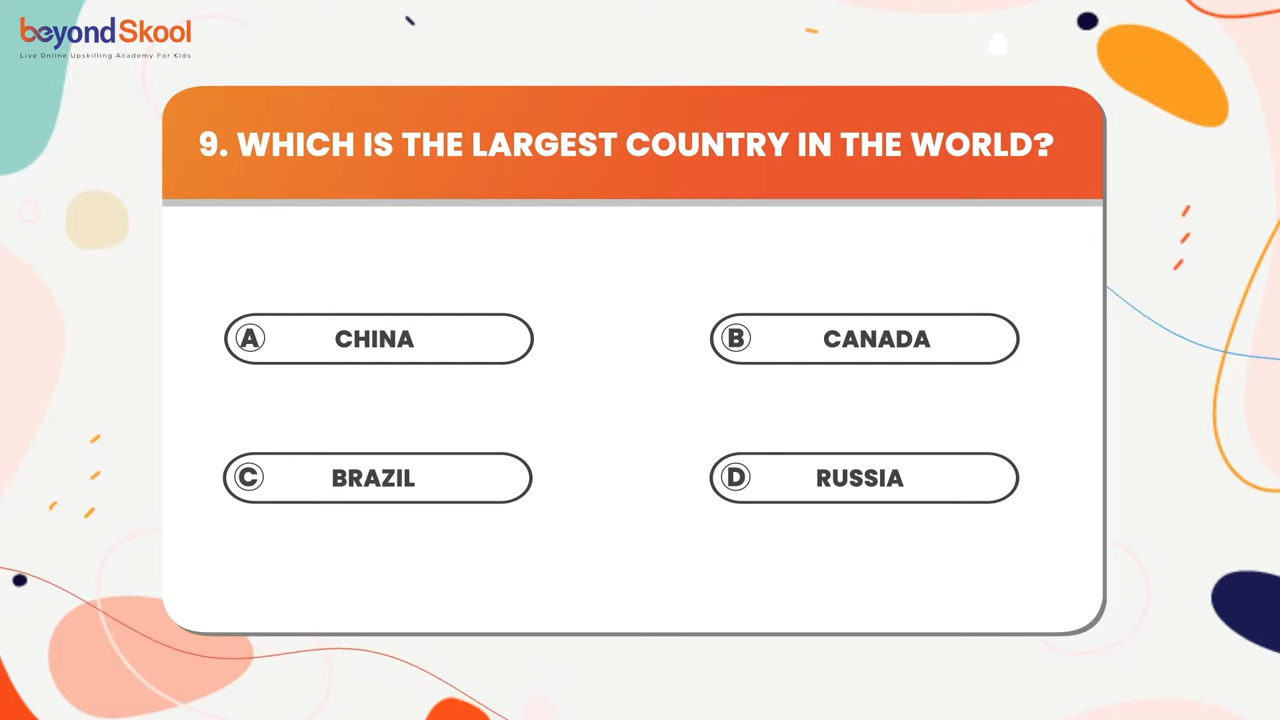 beyondSkool
Live Online Upskilling Academy For Kids
9. WHICH IS THE LARGEST COUNTRY IN THE WORLD?
A CHINA
B CANADA
C BRAZIL
D RUSSIA